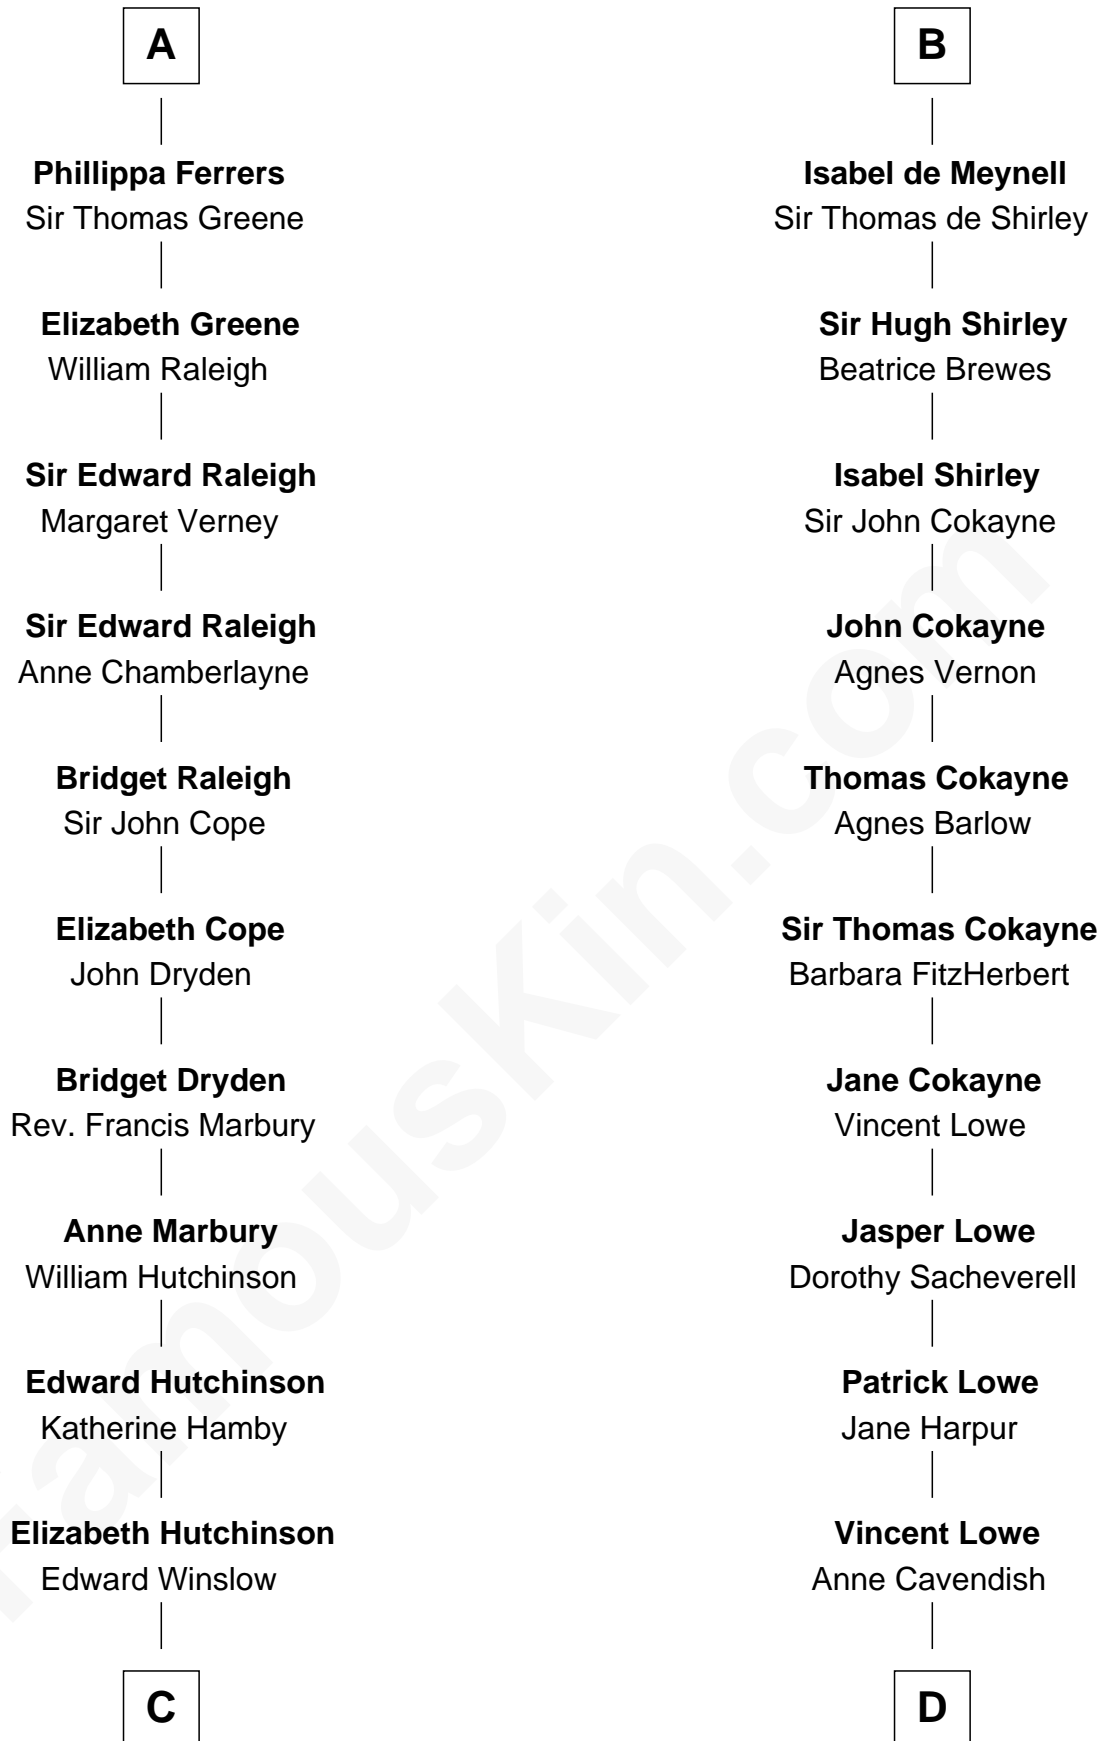 A
Phillippa Ferrers
Sir Thomas Greene
Elizabeth Greene
William Raleigh
Sir Edward Raleigh
Margaret Verney
Sir Edward Raleigh
Anne Chamberlayne
Bridget Raleigh
Sir John Cope
Elizabeth Cope
John Dryden
Bridget Dryden
Rev. Francis Marbury
Anne Marbury
William Hutchinson
Edward Hutchinson
Katherine Hamby
Elizabeth Hutchinson
Edward Winslow
C
B
Isabel de Meynell
Sir Thomas de Shirley
Sir Hugh Shirley
Beatrice Brewes
Isabel Shirley
Sir John Cokayne
John Cokayne
Agnes Vernon
Thomas Cokayne
Agnes Barlow
Sir Thomas Cokayne
Barbara FitzHerbert
Jane Cokayne
Vincent Lowe
Jasper Lowe
Dorothy Sacheverell
Patrick Lowe
Jane Harpur
Vincent Lowe
Anne Cavendish
D
FamousKin.com